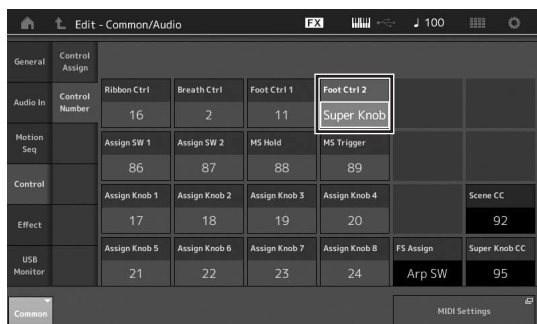 Edit - Common/Audio FX 100
General Control Assign
Audio In Control Number
Ribbon Ctrl Breath Ctrl Foot Ctrl 1 Foot Ctrl 2
16 2 11 Super Knob
Motion Seq
Assign SW 1 Assign SW 2 MS Hold MS Trigger
86 87 88 89
Control
Assign Knob 1 Assign Knob 2 Assign Knob 3 Assign Knob 4 Scene CC
17 18 19 20 92
Effect
Assign Knob 5 Assign Knob 6 Assign Knob 7 Assign Knob 8 FS Assign Super Knob CC
21 22 23 24 Arp SW 95
USB Monitor
Common MIDI Settings